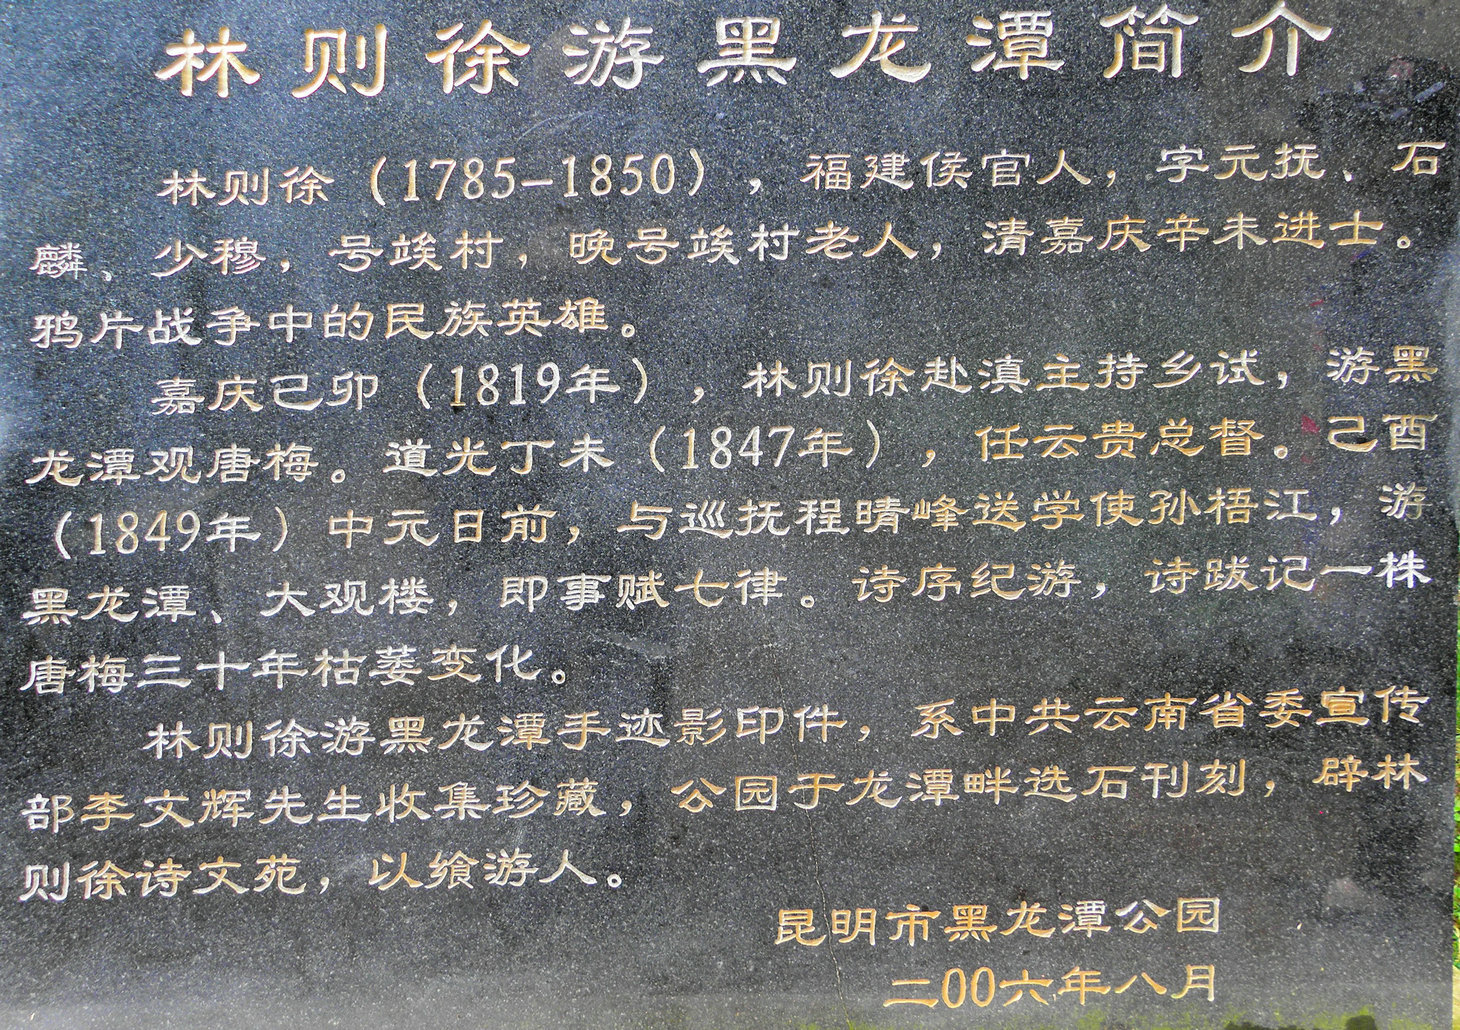 林则徐游黑龙潭简介
林则徐（1785—1850），福建侯官人，字元抚、石
麟、少穆，号竢村，晚号竢村老人，清嘉庆辛未进士。
鸦片战争中的民族英雄。
嘉庆己卯（1819年），林则徐赴滇主持乡试，游黑
龙潭观唐梅。道光丁未（1847年），任云贵总督。己酉
（1849年）中元日前，与巡抚程晴峰送学使孙梧江，游
黑龙潭、大观楼，即事赋七律。诗序纪游，诗跋记一株
唐梅三十年枯萎变化。
林则徐游黑龙潭手迹影印件，系中共云南省委宣传
部李文辉先生收集珍藏，公园于龙潭畔选石刊刻，辟林
则徐诗文苑，以飨游人。
昆明市黑龙潭公园
二00六年八月